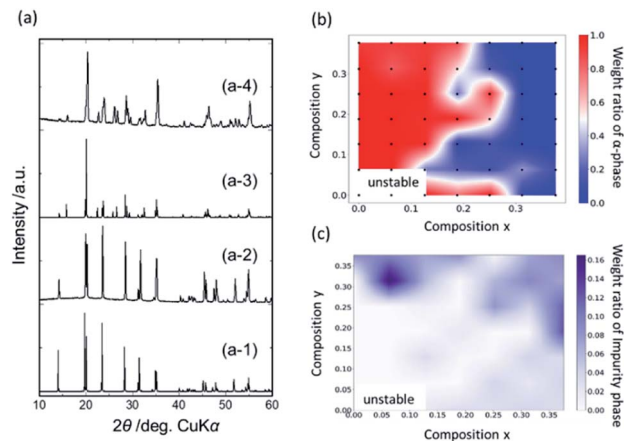 (a)
(a-4)
(a-3)
(a-2)
(a-1)
Intensity /a.u.
10 20 30 40 50 60
2θ /deg. CuKα
(b)
Composition y
0.3
0.2
0.1
0.0
unstable
0.0 0.1 0.2 0.3
Composition x
1.0
0.8
0.6
0.4
0.2
0.0
Weight ratio of α-phase
(c)
Composition y
0.35
0.30
0.25
0.20
0.15
0.10
0.05
0.00
unstable
0.00 0.05 0.10 0.15 0.20 0.25 0.30 0.35
Composition x
0.16
0.14
0.12
0.10
0.08
0.06
0.04
0.02
0.00
Weight ratio of Impurity phase